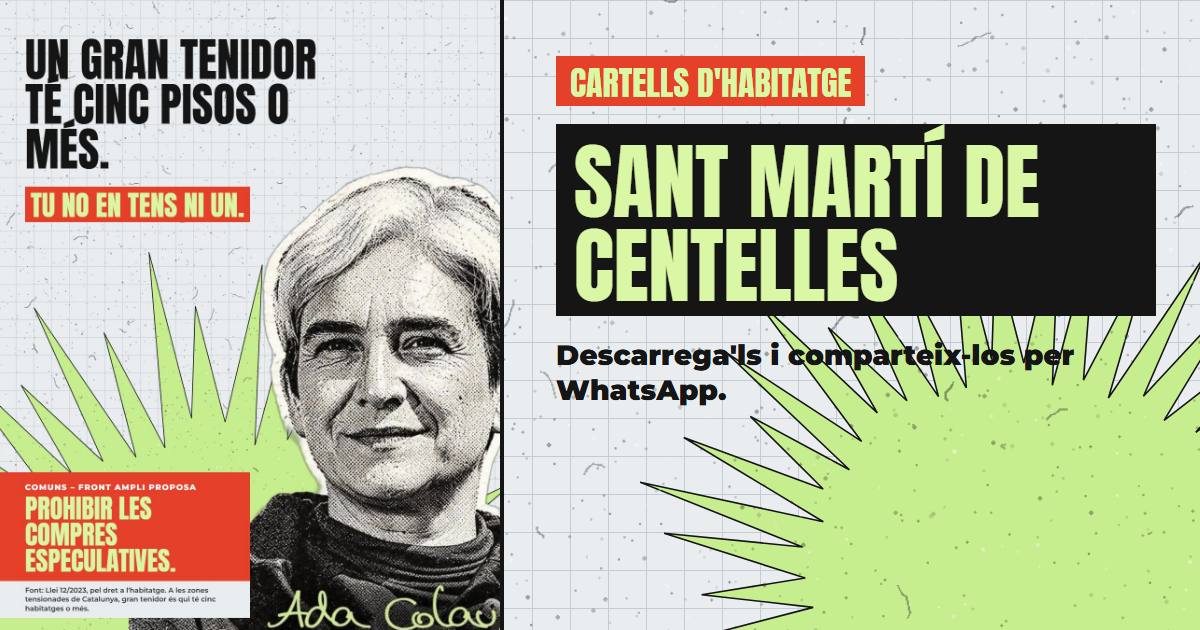 UN GRAN TENIDOR
TÉ CINC PISOS O
MÉS.
TU NO EN TENS NI UN.
COMUNS – FRONT AMPLI PROPOSA
PROHIBIR LES
COMPRES
ESPECULATIVES.
Font: Llei 12/2023, pel dret a l'habitatge. A les zones
tensionades de Catalunya, gran tenidor és qui té cinc
habitatges o més.
Ada Colau
CARTELLS D'HABITATGE
SANT MARTÍ DE
CENTELLES
Descarrega'ls i comparteix-los per
WhatsApp.